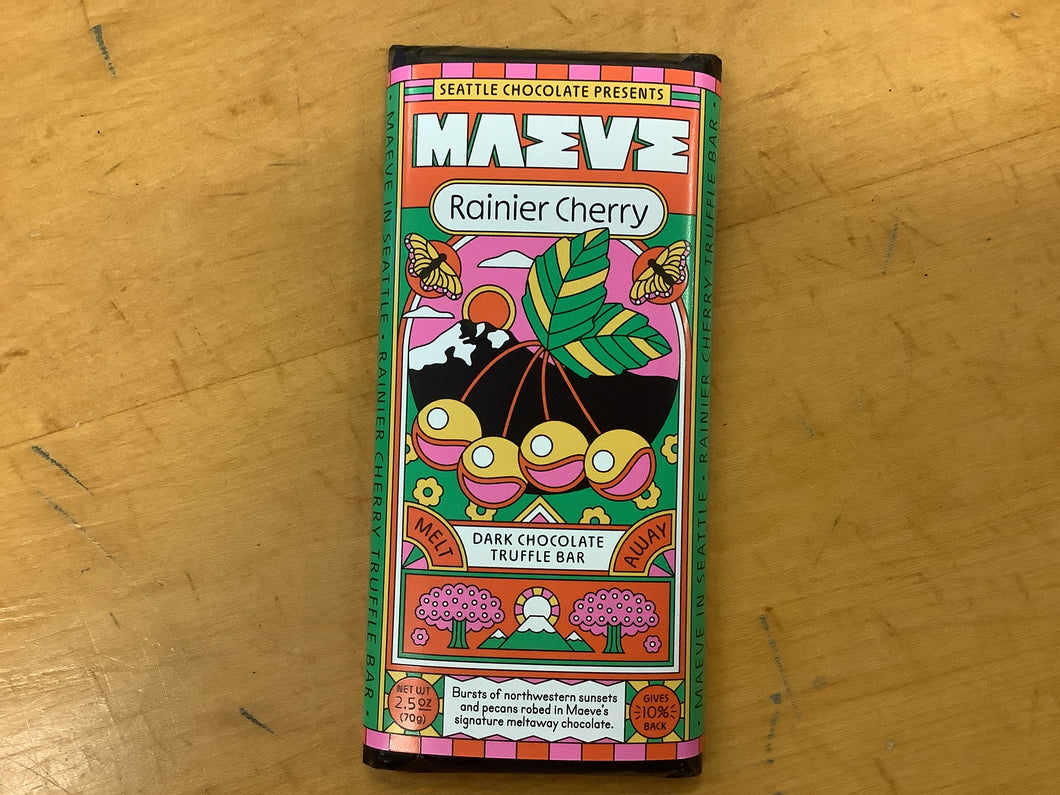 SEATTLE CHOCOLATE PRESENTS
MAEVE
Rainier Cherry
MELT
DARK CHOCOLATE
TRUFFLE BAR
AWAY
NET WT
2.5 OZ
(70g)
Bursts of northwestern sunsets
and pecans robed in Maeve's
signature meltaway chocolate.
GIVES
10%
BACK
• MAEVE IN SEATTLE • RAINIER CHERRY TRUFFLE BAR •
• MAEVE IN SEATTLE • RAINIER CHERRY TRUFFLE BAR •